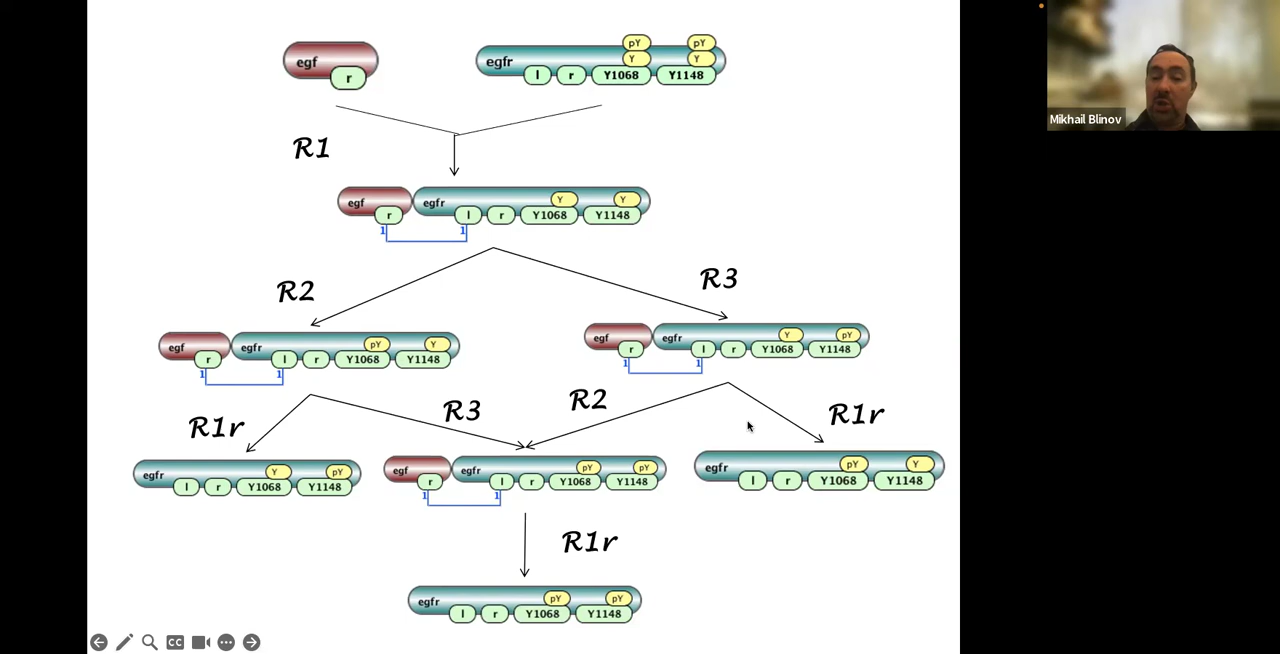 pY pY
egf egfr Y Y
r l r Y1068 Y1148
Mikhail Blinov
R1
egf egfr Y Y
r l r Y1068 Y1148
1 1
R2 R3
egf egfr pY Y
r l r Y1068 Y1148
1 1
egf egfr Y pY
r l r Y1068 Y1148
1 1
R1r R3 R2 R1r
egfr Y pY
l r Y1068 Y1148
egf egfr pY pY
r l r Y1068 Y1148
1 1
egfr pY Y
l r Y1068 Y1148
R1r
egfr pY pY
l r Y1068 Y1148
CC